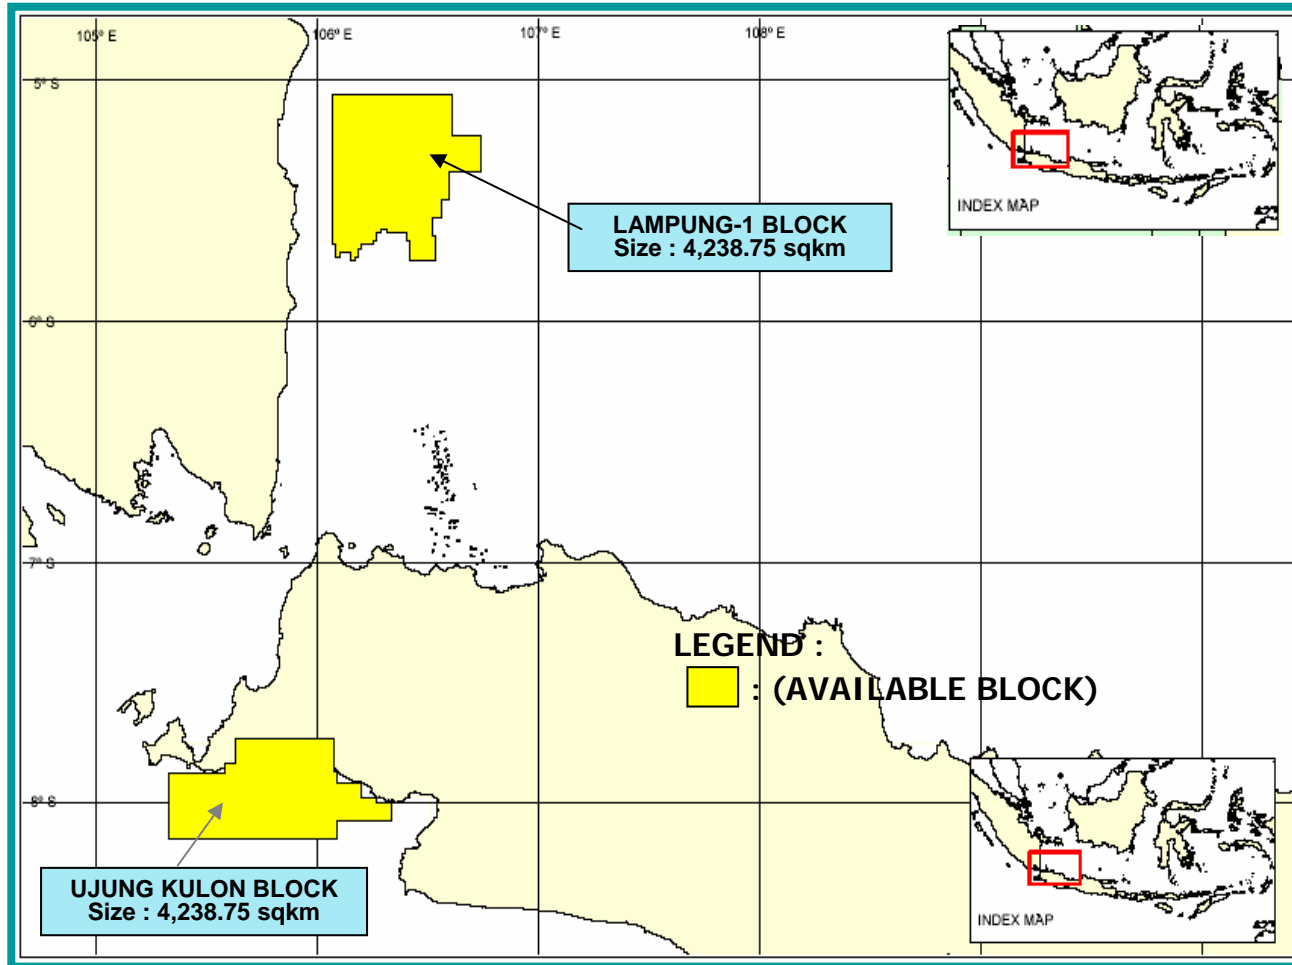 105° E
106° E
107° E
108° E
5° S
INDEX MAP
LAMPUNG-1 BLOCK
Size : 4,238.75 sqkm
6° S
7° S
LEGEND :
: (AVAILABLE BLOCK)
8° S
UJUNG KULON BLOCK
Size : 4,238.75 sqkm
INDEX MAP